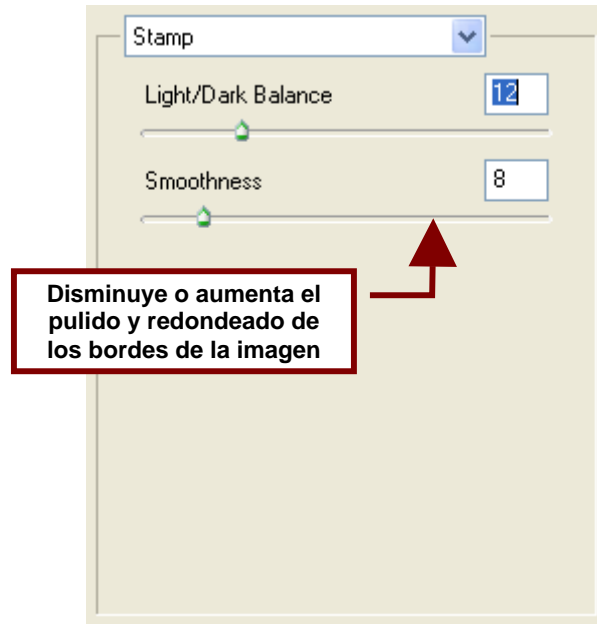 Stamp
Light/Dark Balance 12
Smoothness 8
Disminuye o aumenta el
pulido y redondeado de
los bordes de la imagen